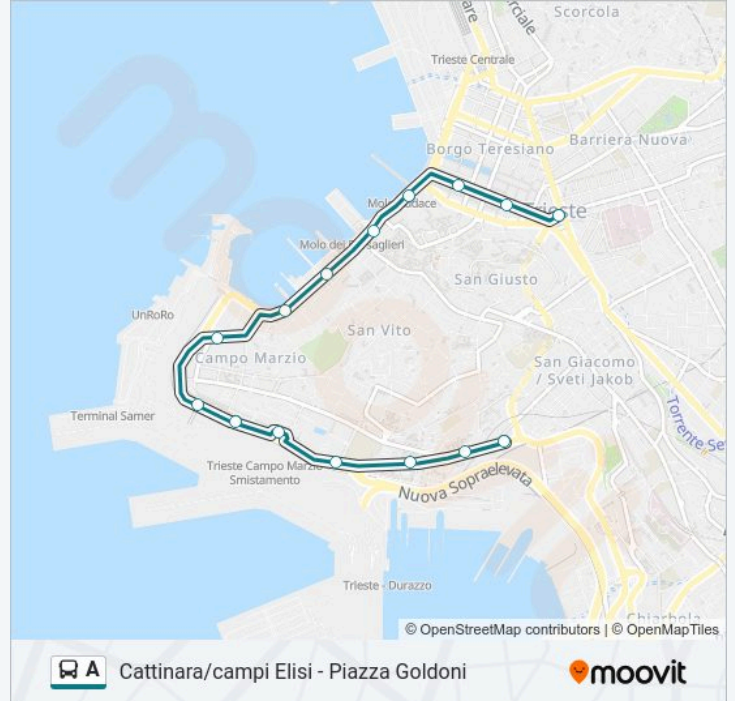 Scorcola
Trieste Centrale
Barriera Nuova
Borgo Teresiano
Trieste
Molo dei
San Giusto
UnRoRo
San Vito
Campo Marzio
San Giacomo
/ Sveti Jakob
Terminal Samer
Trieste Campo Marzio
Smistamento
Nuova Sopraelevata
Trieste - Durazzo
© OpenStreetMap contributors | © OpenMapTiles
A Cattinara/campi Elisi - Piazza Goldoni
moovit